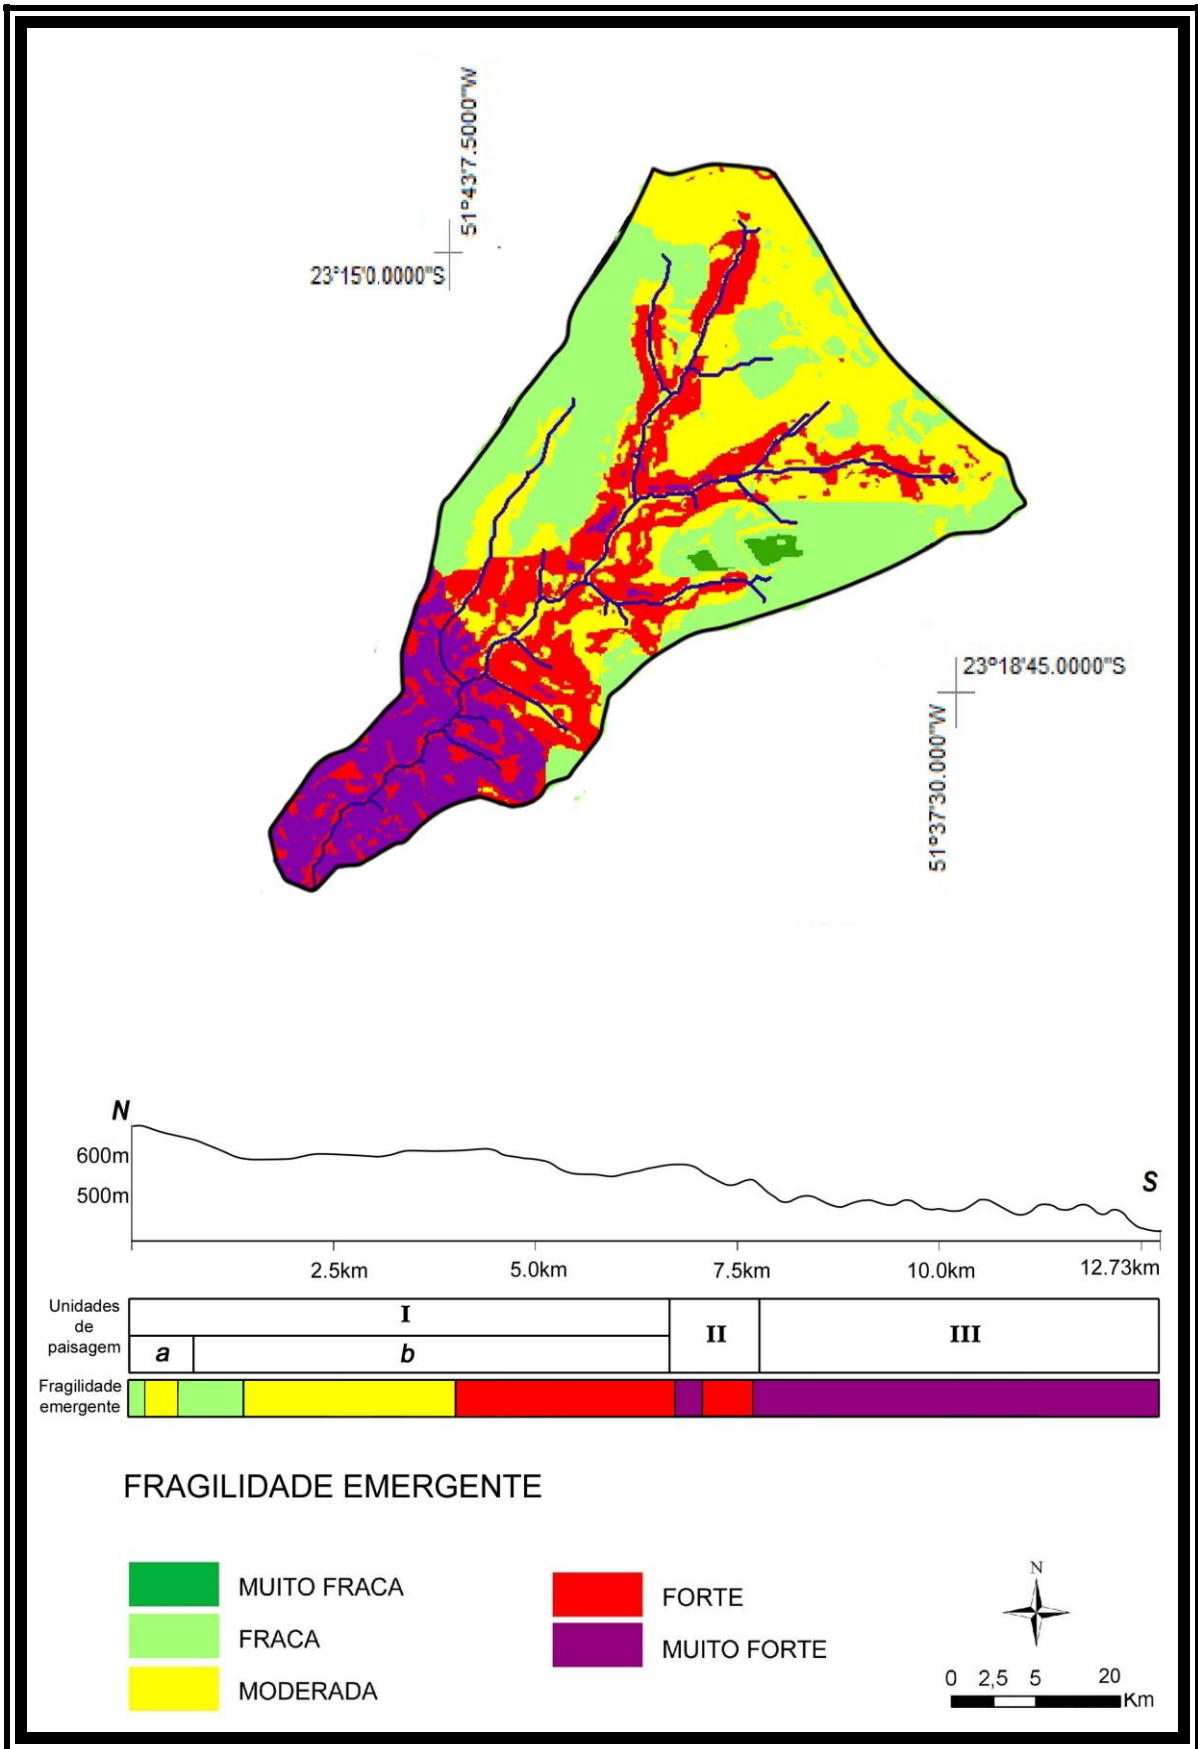 51°43'7.5000"W
23°15'0.0000"S
23°18'45.0000"S
51°37'30.000"W
N
600m
500m
S
2.5km 5.0km 7.5km 10.0km 12.73km
Unidades
de
paisagem
I
II
III
a
b
Fragilidade
emergente
FRAGILIDADE EMERGENTE
MUITO FRACA
FRACA
MODERADA
FORTE
MUITO FORTE
N
0 2,5 5 20
Km